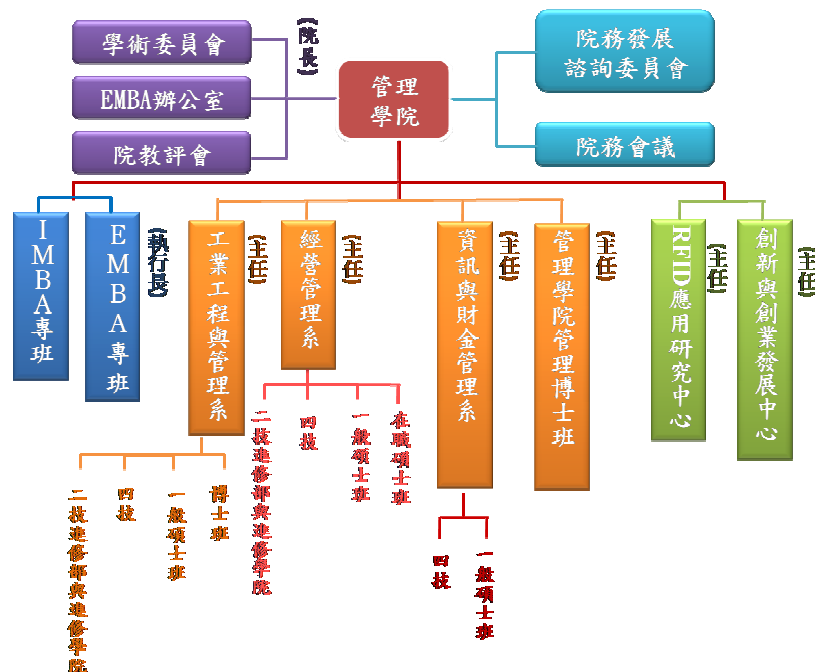 學術委員會
EMBA辦公室
院教評會
(院長)
管理
學院
院務發展
諮詢委員會
院務會議
IMBA專班
EMBA專班
(執行長)
工業工程與管理系
(主任)
經營管理系
(主任)
資訊與財金管理系
(主任)
管理學院管理博士班
(主任)
RFID應用研究中心
(主任)
創新與創業發展中心
(主任)
二技進修部與進修學院
四技
一般碩士班
博士班
二技進修部與進修學院
四技
一般碩士班
在職碩士班
四技
一般碩士班